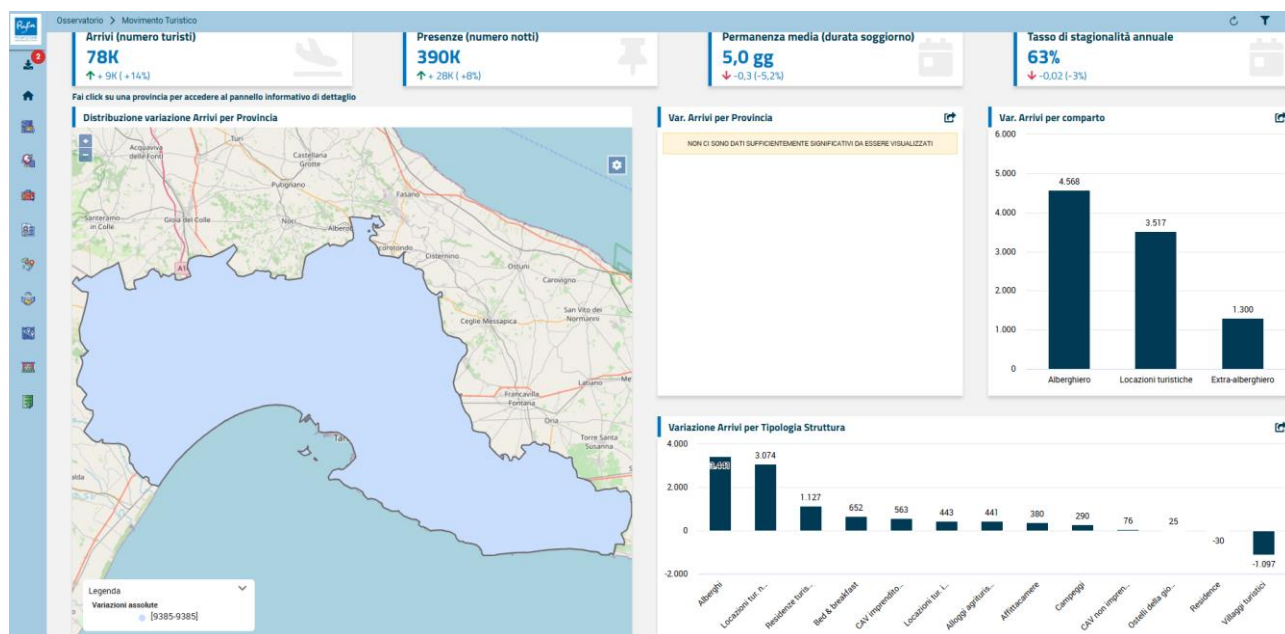 Osservatorio > Movimento Turistico
2
Arrivi (numero turisti)
78K
+ 9K ( +14%)
Presenze (numero notti)
390K
+ 28K ( +8%)
Permanenza media (durata soggiorno)
5,0 gg
-0,3 (-5,2%)
Tasso di stagionalità annuale
63%
-0,02 (-3%)
Fai click su una provincia per accedere al pannello informativo di dettaglio
Distribuzione variazione Arrivi per Provincia
+
−
Acquaviva
delle Fonti
Turi
Castellana
Grotte
Putignano
Fasano
Santeramo
in Colle
Gioia del Colle
Noci
Cisternino
Ostuni
Carovigno
San Vito dei
Normanni
Ceglie Messapica
Latiano
Francavilla
Fontana
Oria
Torre Santa
Susanna
Legenda
Variazioni assolute
[9385-9385]
Var. Arrivi per Provincia
NON CI SONO DATI SUFFICIENTEMENTE SIGNIFICATIVI DA ESSERE VISUALIZZATI
Var. Arrivi per comparto
6.000
5.000
4.000
3.000
2.000
1.000
0
4.568
3.517
1.300
Alberghiero
Locazioni turistiche
Extra-alberghiero
Variazione Arrivi per Tipologia Struttura
4.000
2.000
0
-2.000
3.074
1.127
652
563
443
441
380
290
76
25
-30
-1.097
Alberghi
Locazioni tur. n...
Residenze turis...
Bed & breakfast
CAV imprendito...
Locazioni tur. i...
Alloggi agrituris...
Affittacamere
Campeggi
CAV non impren...
Ostelli della gio...
Residence
Villaggi turistici